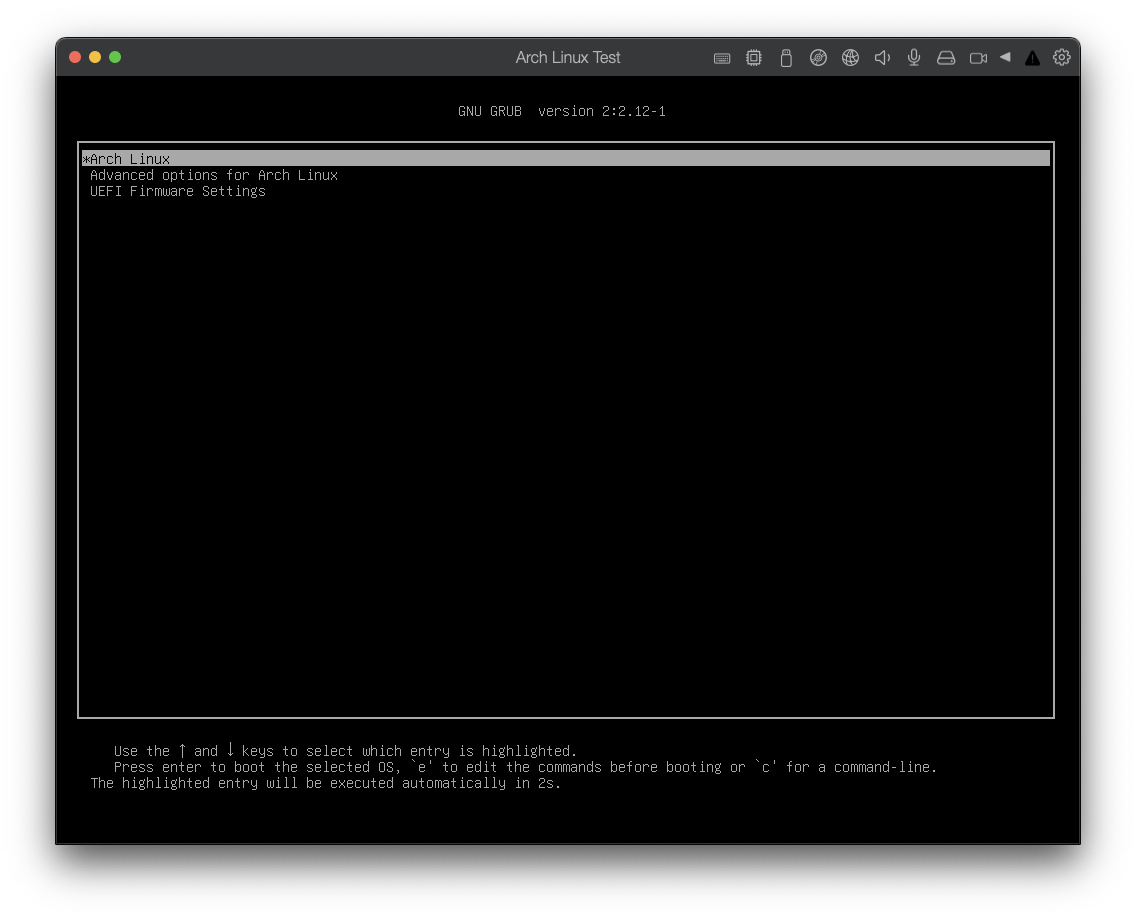 Arch Linux Test
GNU GRUB  version 2:2.12-1
*Arch Linux
Advanced options for Arch Linux
UEFI Firmware Settings
Use the ↑ and ↓ keys to select which entry is highlighted.
Press enter to boot the selected OS, `e' to edit the commands before booting or `c' for a command-line.
The highlighted entry will be executed automatically in 2s.